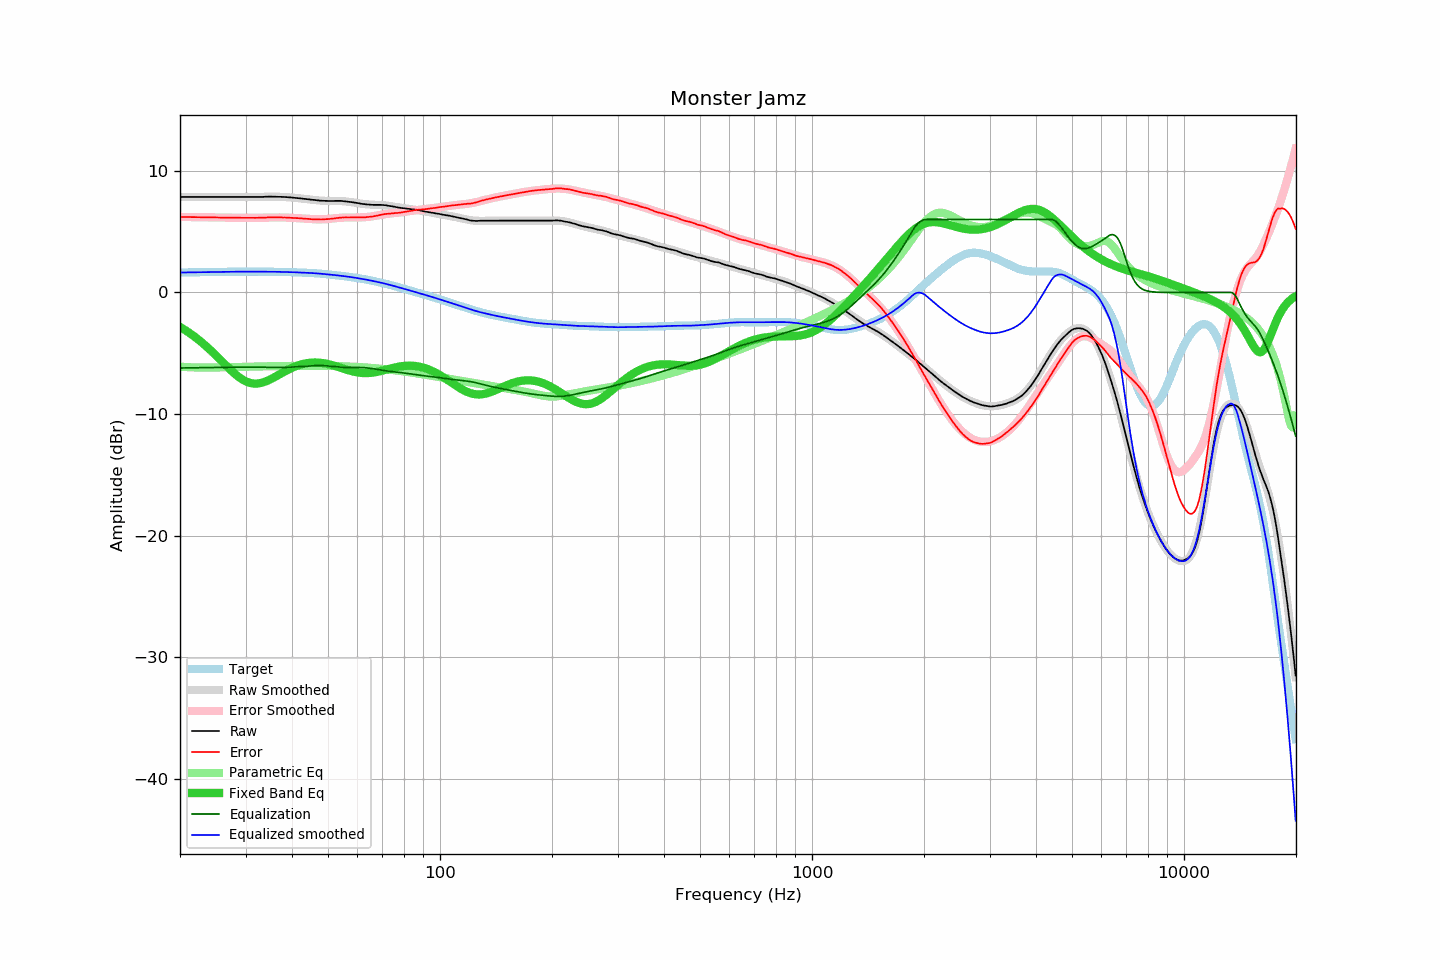 Monster Jamz
10
0
−10
−20
−30
−40
Amplitude (dBr)
100
1000
10000
Frequency (Hz)
Target
Raw Smoothed
Error Smoothed
Raw
Error
Parametric Eq
Fixed Band Eq
Equalization
Equalized smoothed